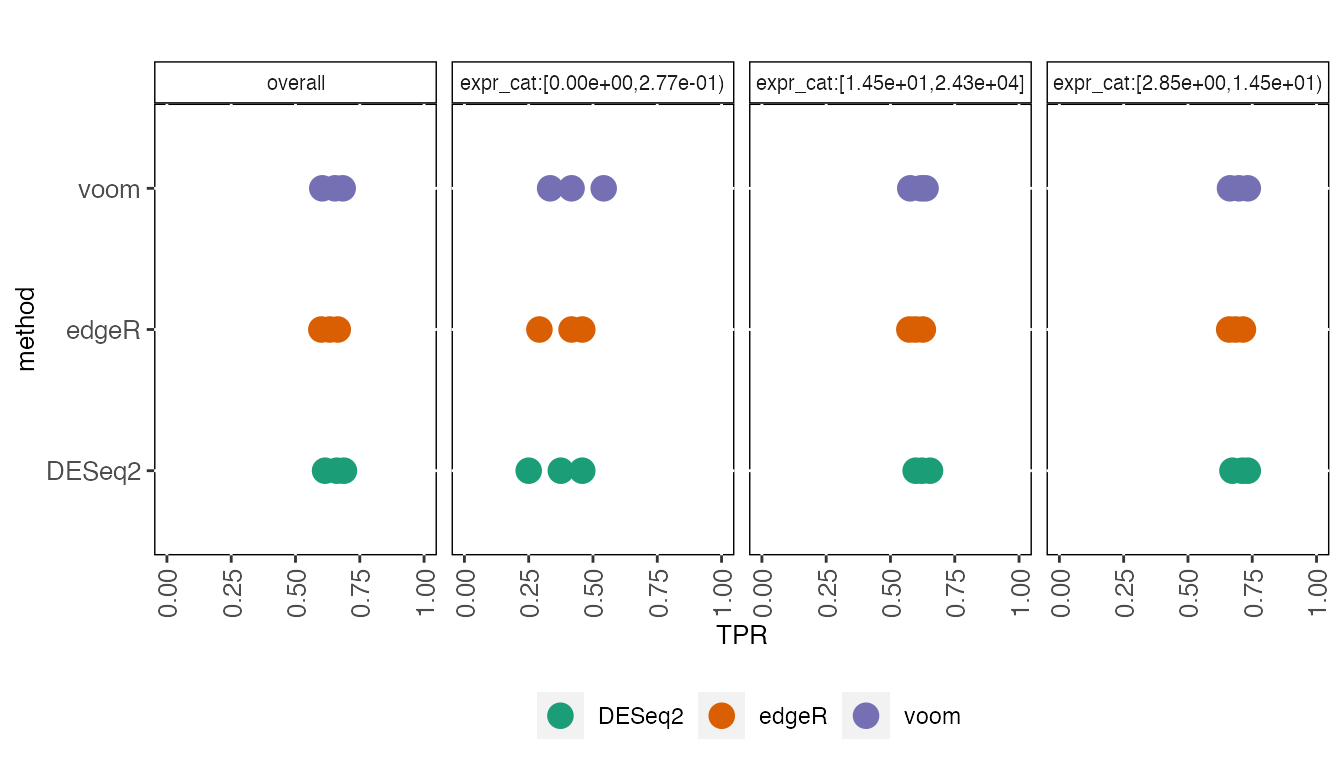 overall
expr_cat:[0.00e+00,2.77e-01)
expr_cat:[1.45e+01,2.43e+04]
expr_cat:[2.85e+00,1.45e+01)
method
voom
edgeR
DESeq2
0.00 0.25 0.50 0.75 1.00
0.00 0.25 0.50 0.75 1.00
0.00 0.25 0.50 0.75 1.00
0.00 0.25 0.50 0.75 1.00
TPR
DESeq2 edgeR voom